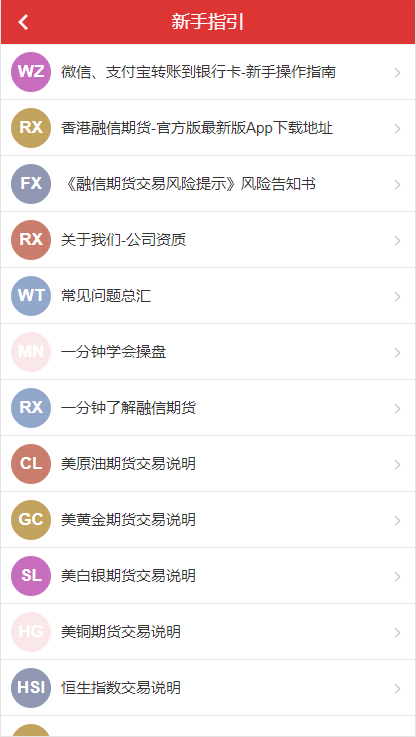 新手指引
WZ 微信、支付宝转账到银行卡-新手操作指南
RX 香港融信期货-官方版最新版App下载地址
FX 《融信期货交易风险提示》风险告知书
RX 关于我们-公司资质
WT 常见问题总汇
MN 一分钟学会操盘
RX 一分钟了解融信期货
CL 美原油期货交易说明
GC 美黄金期货交易说明
SL 美白银期货交易说明
HG 美铜期货交易说明
HSI 恒生指数交易说明